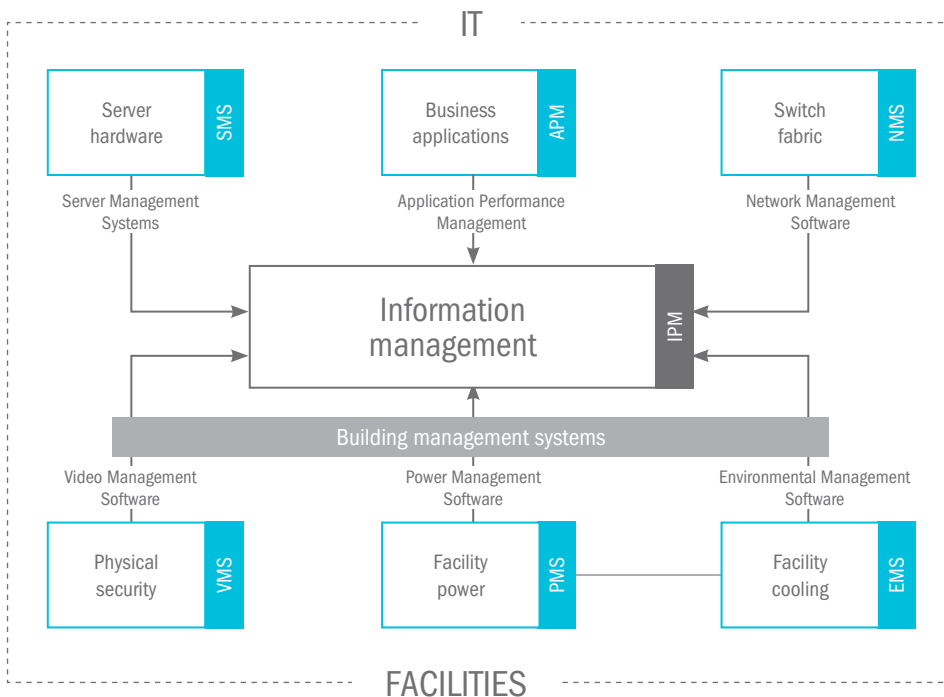 IT
Server
hardware
SMS
Business
applications
APM
Switch
fabric
NMS
Server Management
Systems
Application Performance
Management
Network Management
Software
Information
management
IPM
Building management systems
Video Management
Software
Power Management
Software
Environmental Management
Software
Physical
security
VMS
Facility
power
PMS
Facility
cooling
EMS
FACILITIES